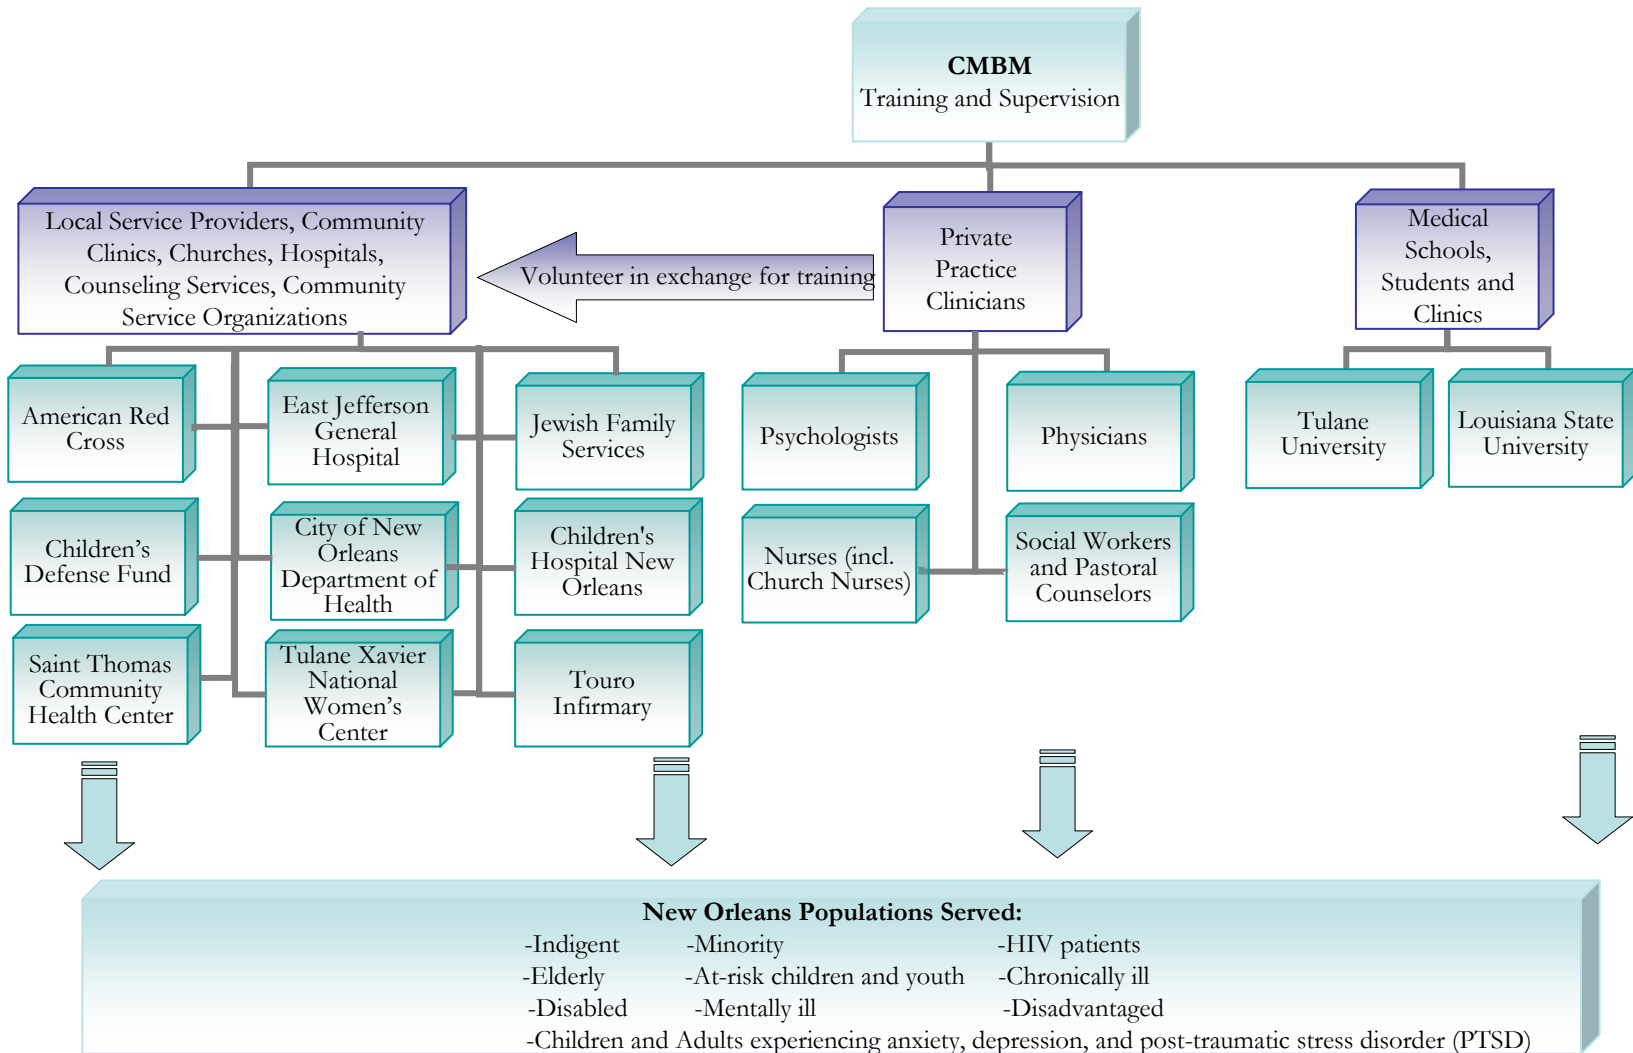 CMBM
Training and Supervision
Local Service Providers, Community
Clinics, Churches, Hospitals,
Counseling Services, Community
Service Organizations
Volunteer in exchange for training
Private
Practice
Clinicians
Medical
Schools,
Students and
Clinics
American Red
Cross
East Jefferson
General
Hospital
Jewish Family
Services
Psychologists
Physicians
Tulane
University
Louisiana State
University
Children’s
Defense Fund
City of New
Orleans
Department of
Health
Children's
Hospital New
Orleans
Nurses (incl.
Church Nurses)
Social Workers
and Pastoral
Counselors
Saint Thomas
Community
Health Center
Tulane Xavier
National
Women’s
Center
Touro
Infirmary
New Orleans Populations Served:
-Indigent -Minority -HIV patients
-Elderly -At-risk children and youth -Chronically ill
-Disabled -Mentally ill -Disadvantaged
-Children and Adults experiencing anxiety, depression, and post-traumatic stress disorder (PTSD)